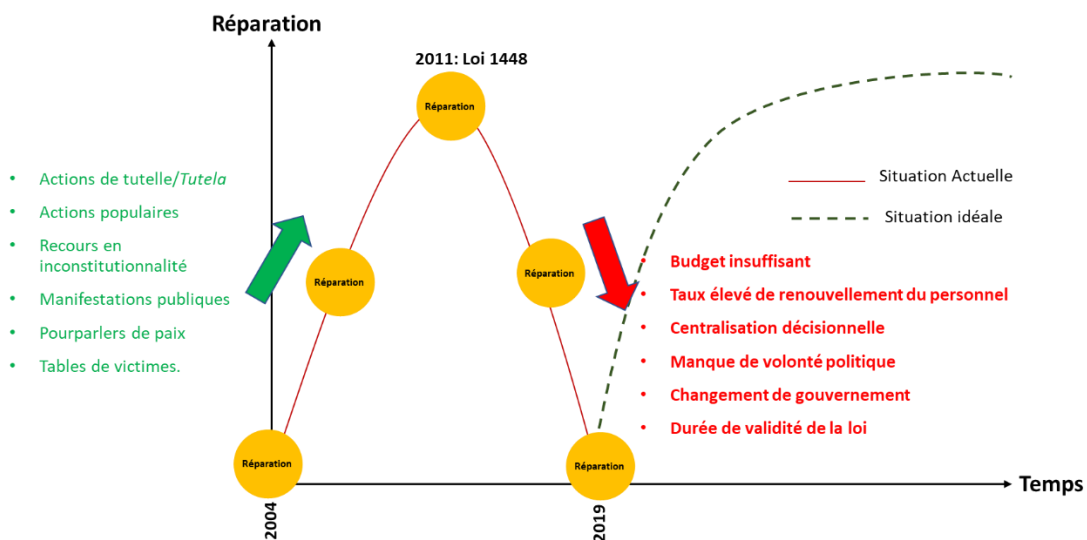 Réparation
2011: Loi 1448
Réparation
• Actions de tutelle/Tutela
• Actions populaires
• Recours en
inconstitutionnalité
• Manifestations publiques
• Pourparlers de paix
• Tables de victimes.
Réparation
Réparation
Situation Actuelle
Situation idéale
• Budget insuffisant
• Taux élevé de renouvellement du personnel
• Centralisation décisionnelle
• Manque de volonté politique
• Changement de gouvernement
• Durée de validité de la loi
Réparation
Réparation
Temps
2004
2019